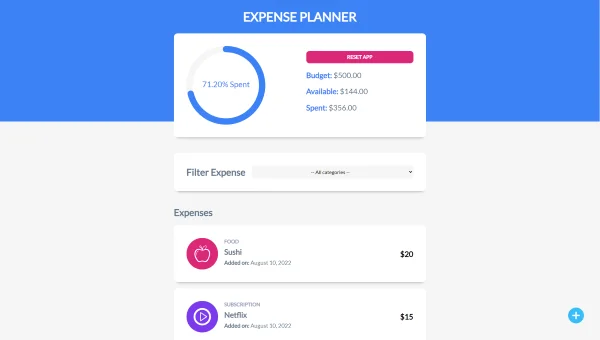 EXPENSE PLANNER
71.20% Spent
RESET APP
Budget: $500.00
Available: $144.00
Spent: $356.00
Filter Expense
-- All categories --
Expenses
FOOD
Sushi
Added on: August 10, 2022
$20
SUBSCRIPTION
Netflix
Added on: August 10, 2022
$15